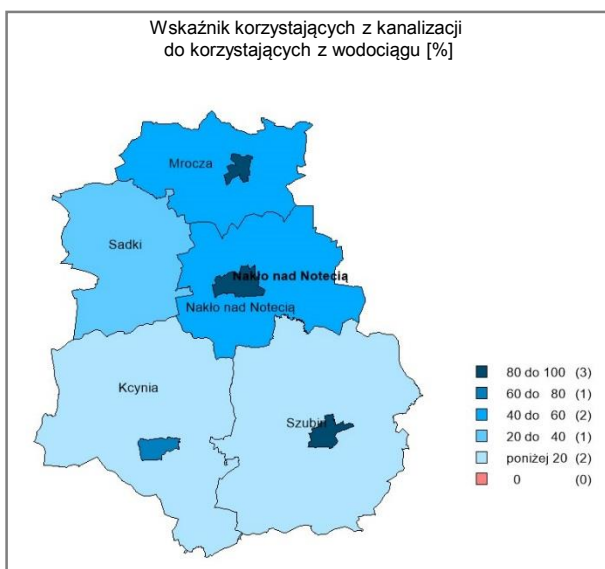 Wskaźnik korzystających z kanalizacji
do korzystających z wodociągu [%]
Mrocza
Sadki
Nakło nad Notecią
Nakło nad Notecią
Kcynia
Szubin
80 do 100 (3)
60 do 80 (1)
40 do 60 (2)
20 do 40 (1)
poniżej 20 (2)
0 (0)